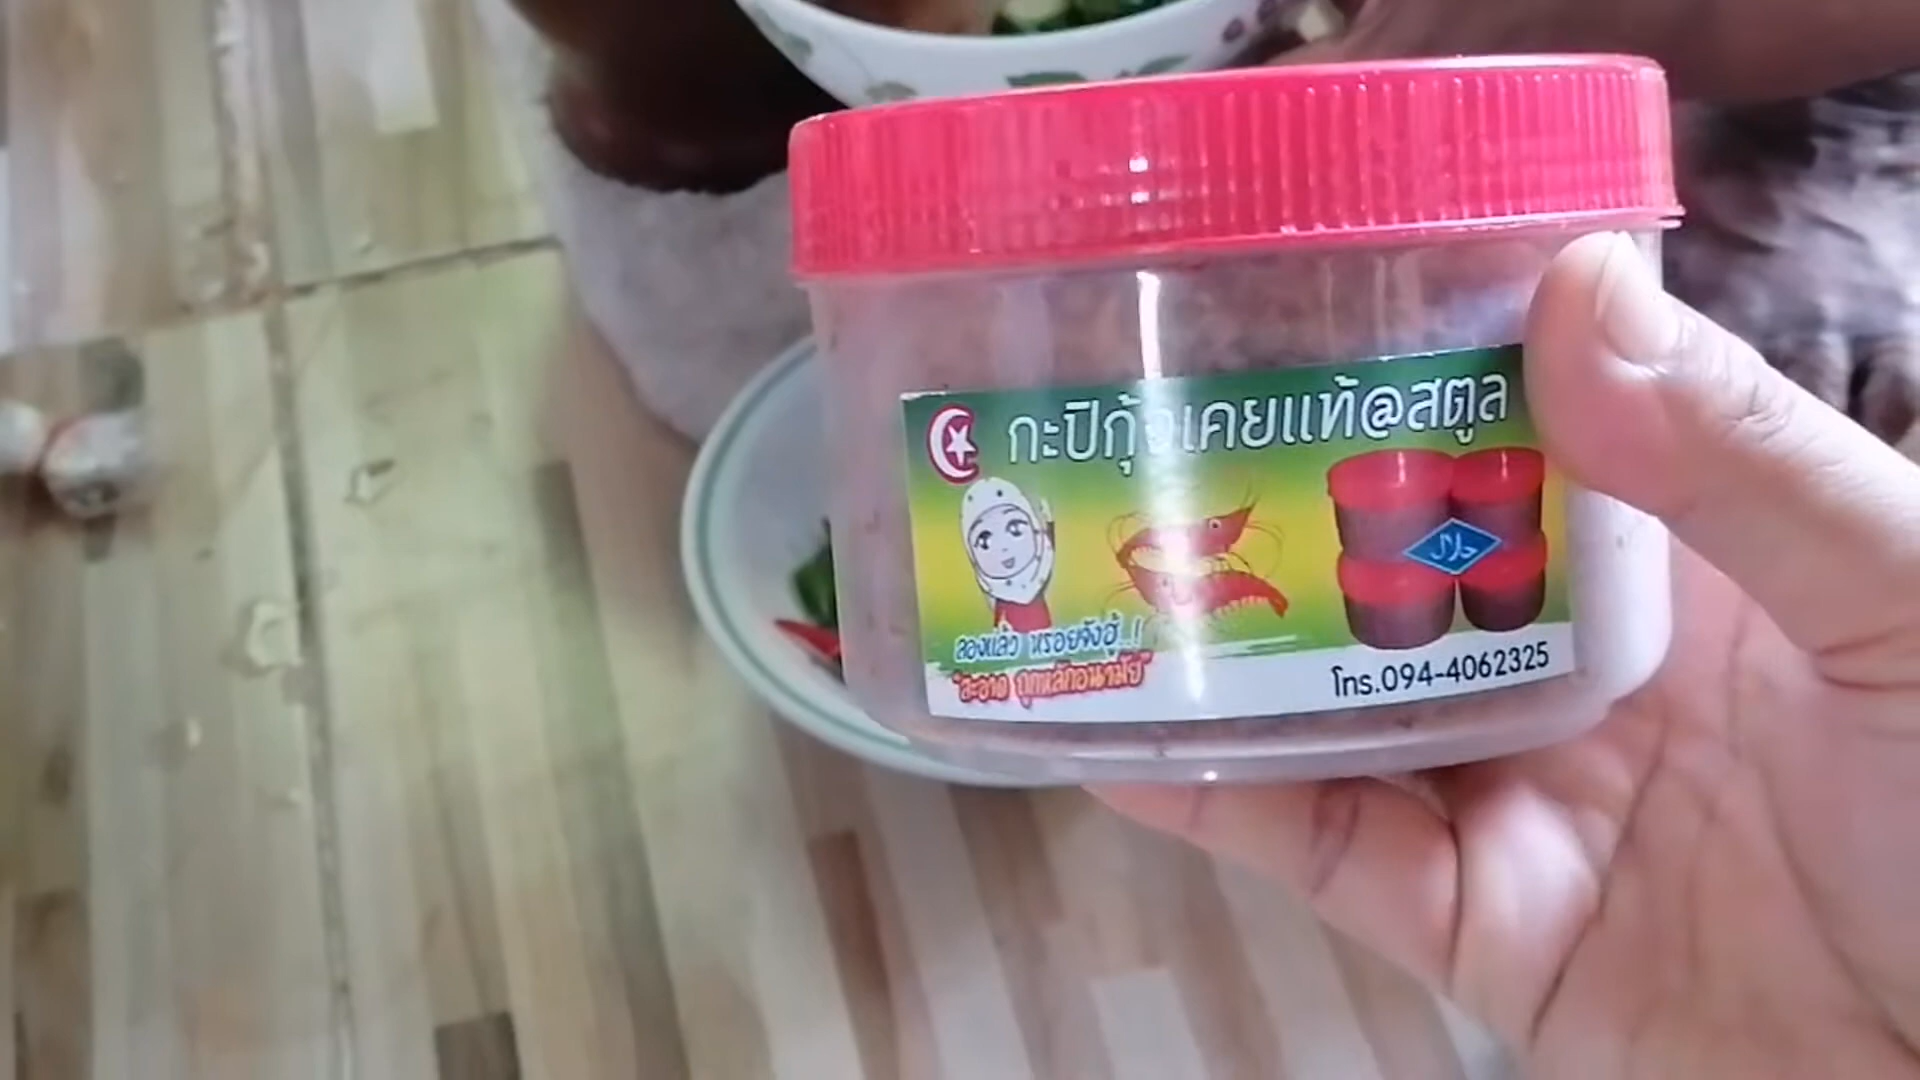 กะปิกุ้งเคยแท้@สตูล
حلال
ลองแล้ว หรอยจังฮู้..!
"สะอาด ถูกหลักอนามัย"
โทร.094-4062325